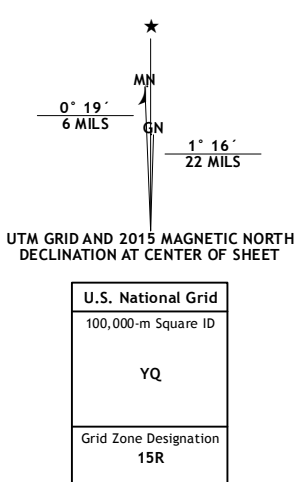 ★
MN
0° 19´
6 MILS
GN
1° 16´
22 MILS
UTM GRID AND 2015 MAGNETIC NORTH
DECLINATION AT CENTER OF SHEET
U.S. National Grid
100,000-m Square ID
YQ
Grid Zone Designation
15R